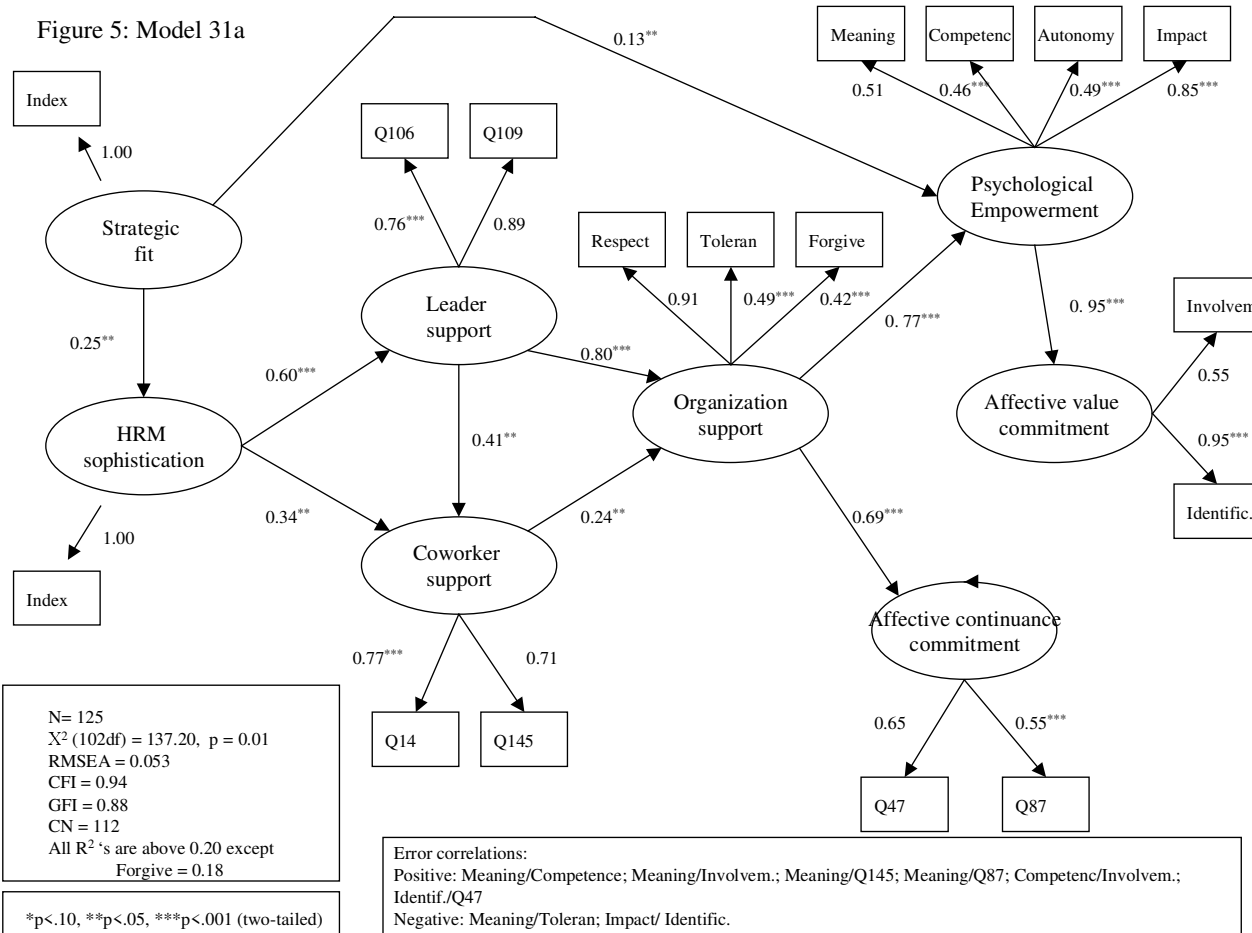 Figure 5: Model 31a
0.13**
Meaning
Competenc
Autonomy
Impact
0.51
0.46***
0.49***
0.85***
Index
1.00
Q106
Q109
0.76***
0.89
Strategic
fit
Psychological
Empowerment
Respect
Toleran
Forgive
0.91
0.49***
0.42***
Leader
support
0.25**
0.60***
0.80***
0. 77***
0. 95***
Involvem
0.55
HRM
sophistication
0.41**
Organization
support
Affective value
commitment
0.95***
Identific.
0.34**
0.24**
0.69***
1.00
Index
Coworker
support
Affective continuance
commitment
0.77***
0.71
Q14
Q145
0.65
0.55***
Q47
Q87
N= 125
X² (102df) = 137.20, p = 0.01
RMSEA = 0.053
CFI = 0.94
GFI = 0.88
CN = 112
All R² ‘s are above 0.20 except
Forgive = 0.18
*p<.10, **p<.05, ***p<.001 (two-tailed)
Error correlations:
Positive: Meaning/Competence; Meaning/Involvem.; Meaning/Q145; Meaning/Q87; Competenc/Involvem.;
Identif./Q47
Negative: Meaning/Toleran; Impact/ Identific.